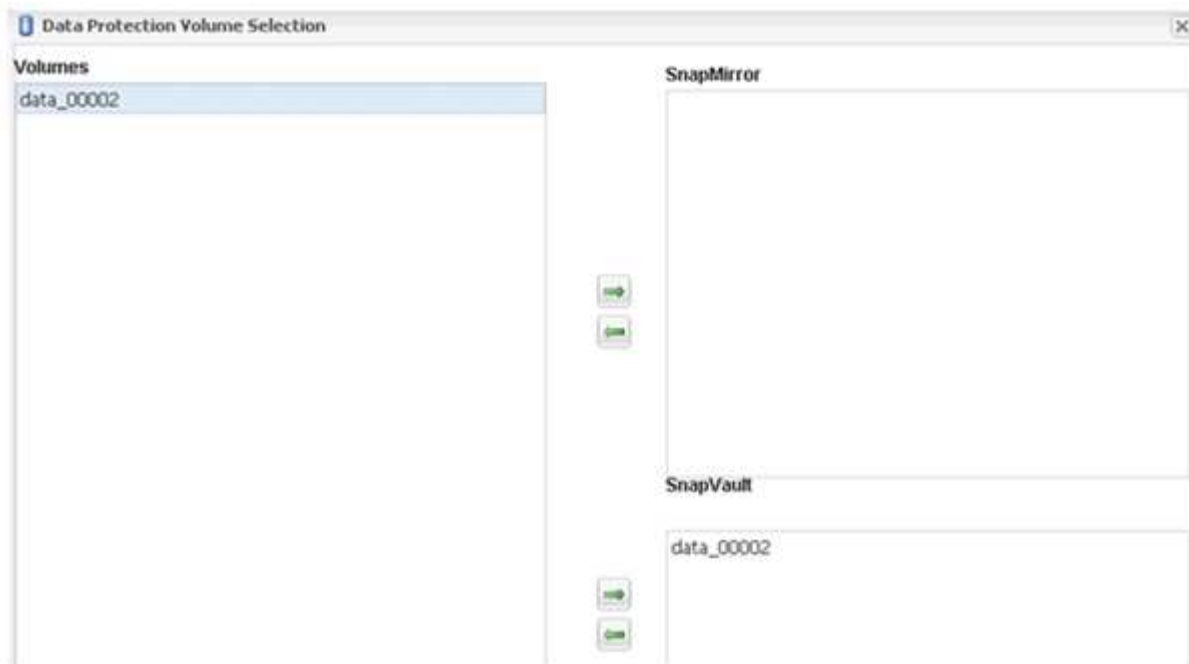 Data Protection Volume Selection
Volumes
data_00002
SnapMirror
SnapVault
data_00002